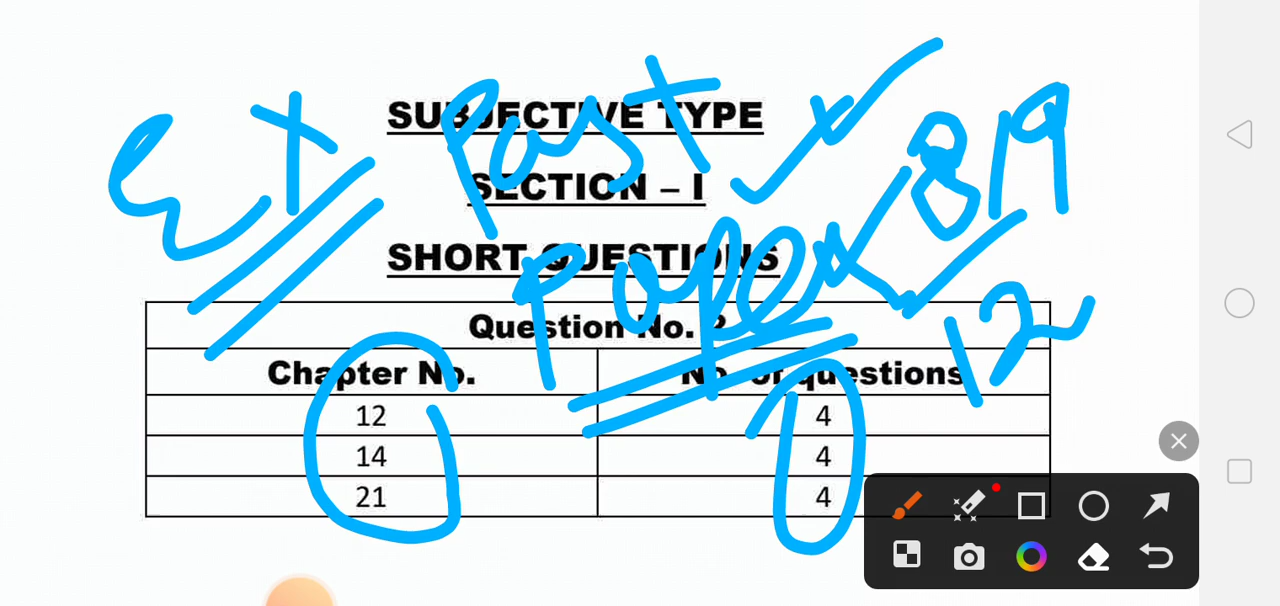 SUBJECTIVE TYPE
Ex Past
SECTION – I
8/9
SHORT QUESTIONS
Paper
12
Question No. 2
Chapter No. No. of questions
12 4
14 4
21 4